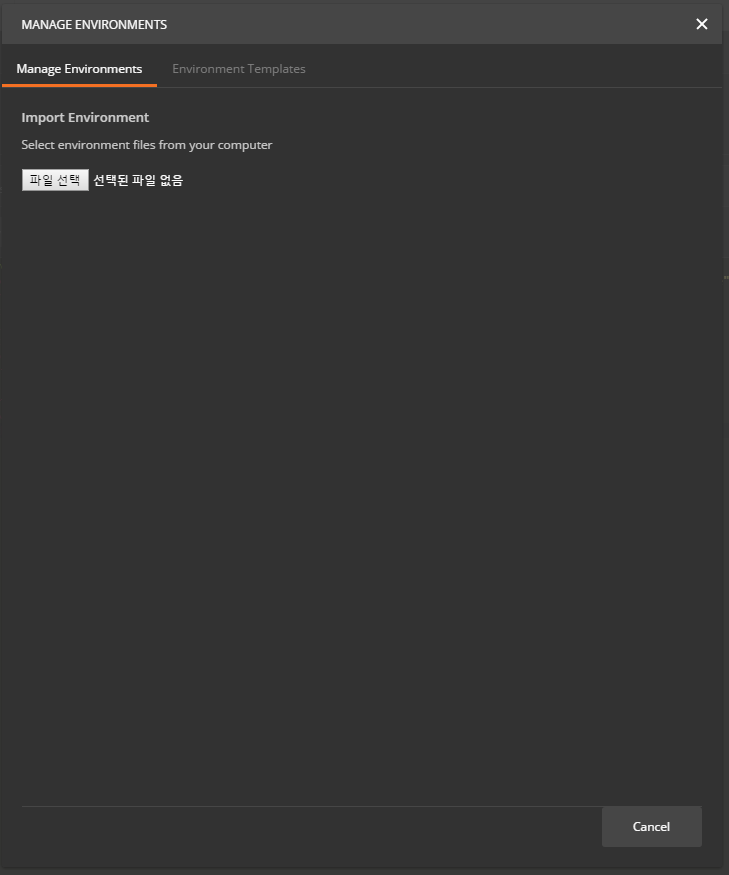 MANAGE ENVIRONMENTS
Manage Environments Environment Templates
Import Environment
Select environment files from your computer
파일 선택 선택된 파일 없음
Cancel